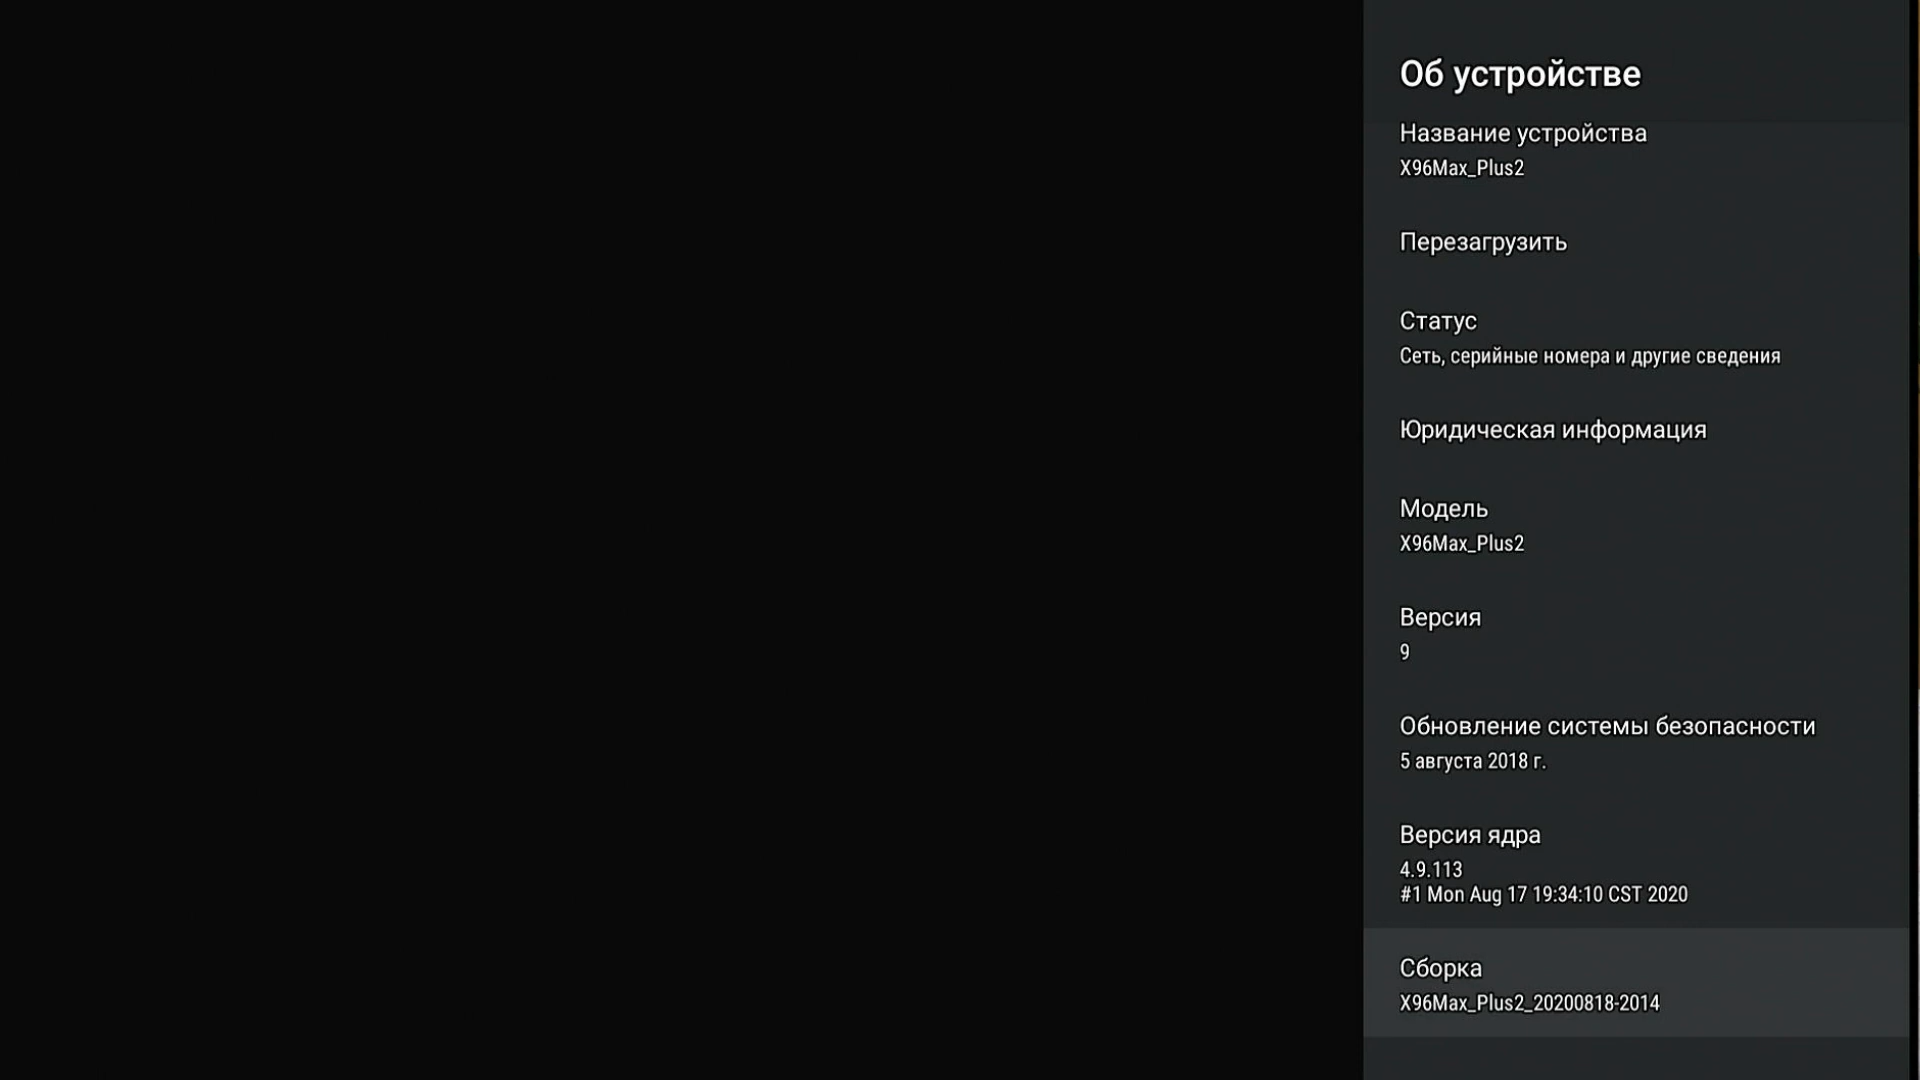 Об устройстве
Название устройства
X96Max_Plus2
Перезагрузить
Статус
Сеть, серийные номера и другие сведения
Юридическая информация
Модель
X96Max_Plus2
Версия
9
Обновление системы безопасности
5 августа 2018 г.
Версия ядра
4.9.113
#1 Mon Aug 17 19:34:10 CST 2020
Сборка
X96Max_Plus2_20200818-2014